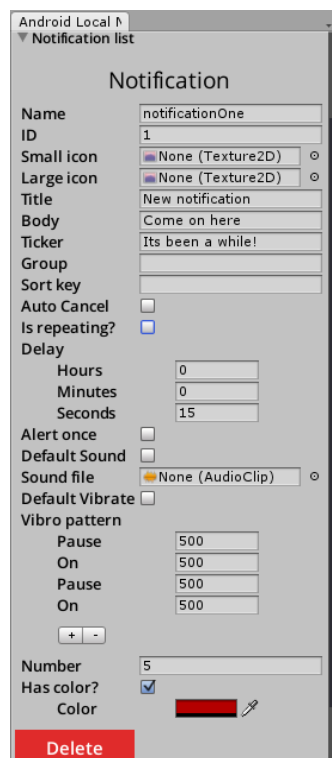 Android Local N
Notification list
Notification
Name notificationOne
ID 1
Small icon None (Texture2D)
Large icon None (Texture2D)
Title New notification
Body Come on here
Ticker Its been a while!
Group
Sort key
Auto Cancel
Is repeating?
Delay
Hours 0
Minutes 0
Seconds 15
Alert once
Default Sound
Sound file None (AudioClip)
Default Vibrate
Vibro pattern
Pause 500
On 500
Pause 500
On 500
+ -
Number 5
Has color?
Color
Delete